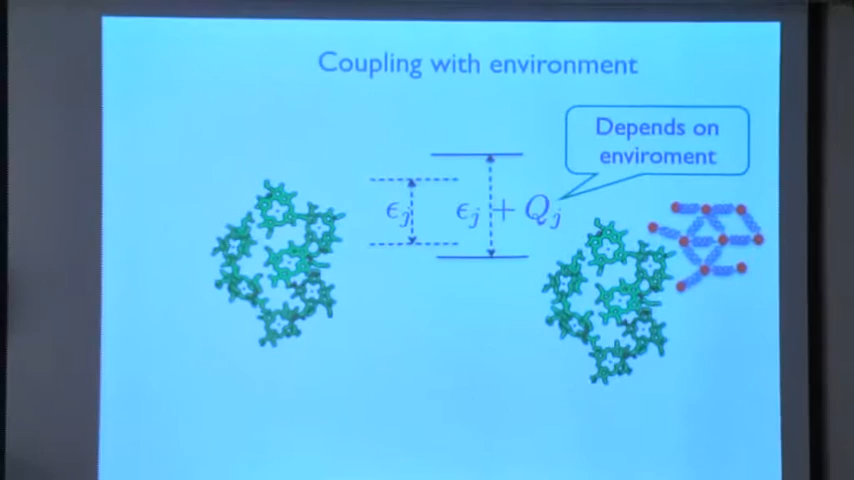 Coupling with environment
Depends on
enviroment
ϵj
ϵj + Qj